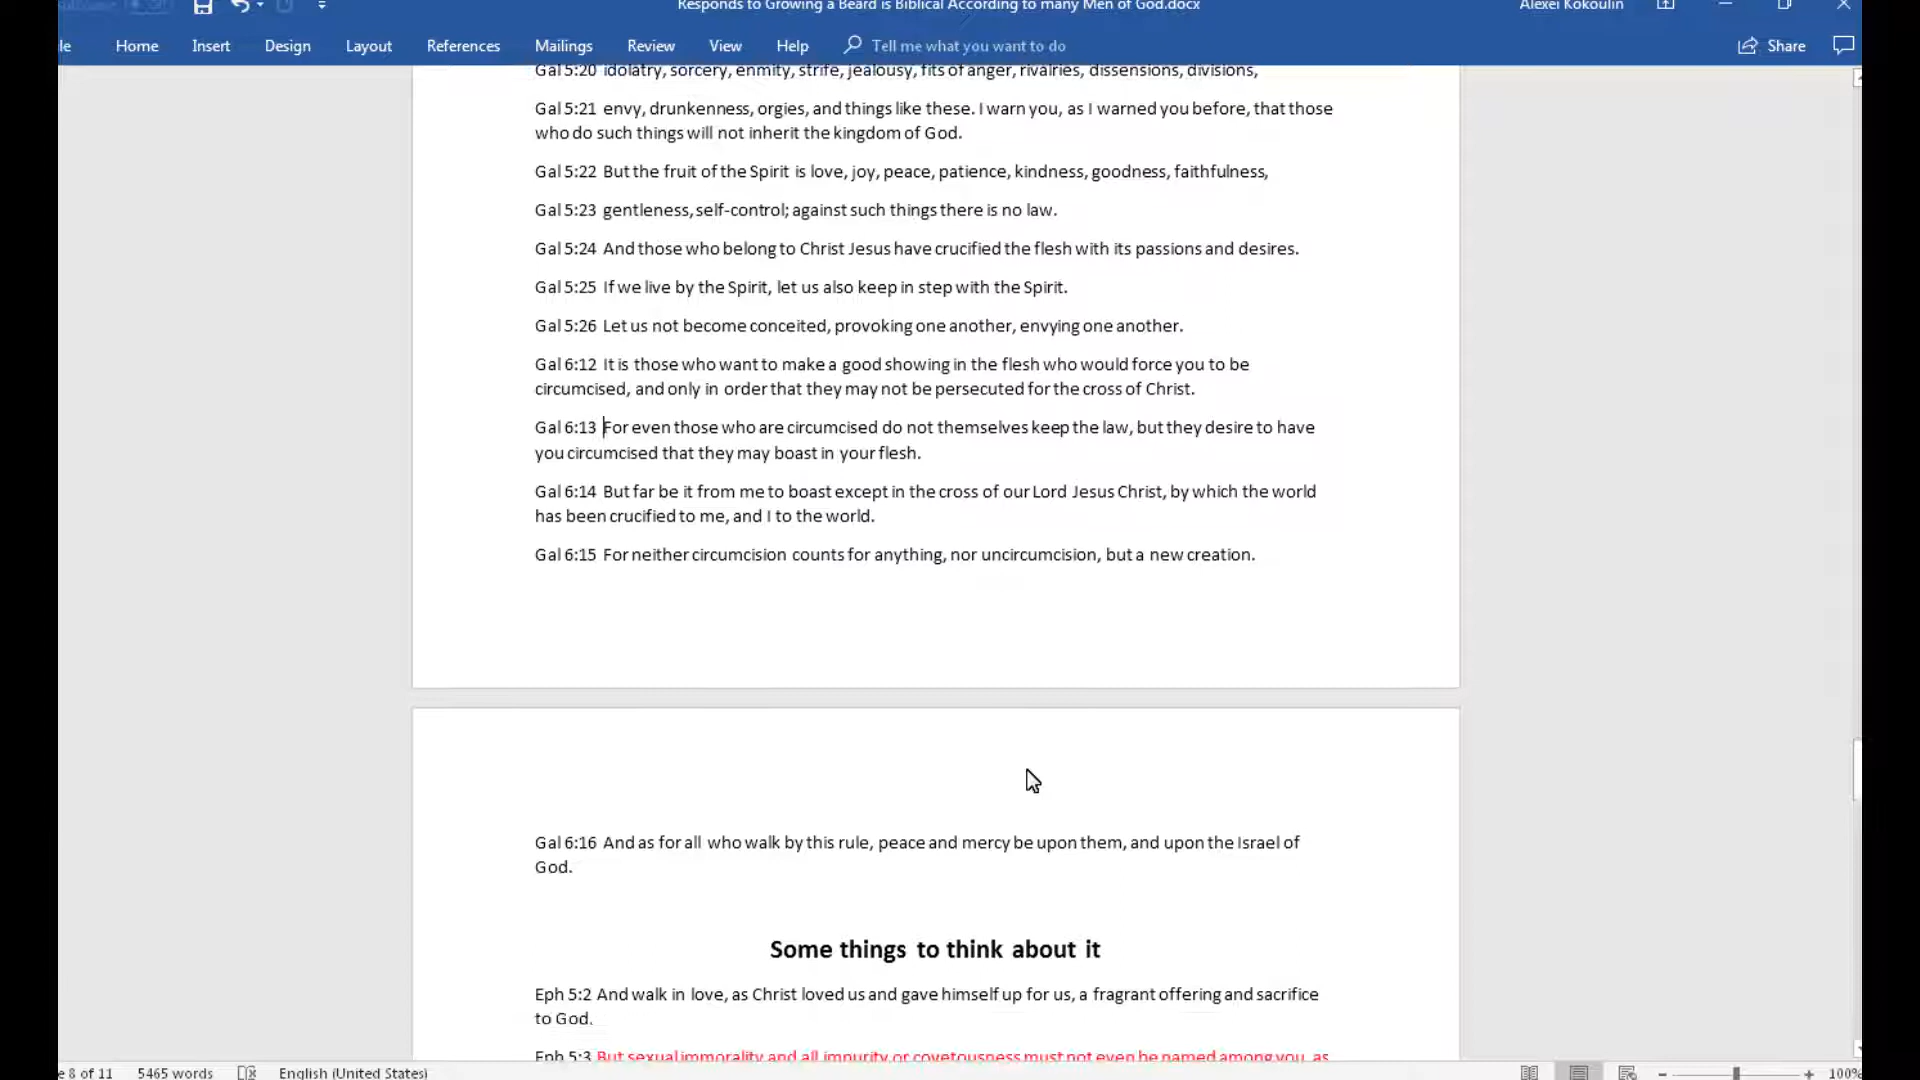 Responds to Growing a Beard is Biblical According to many Men of God.docx
Alexei Kokoulin
le Home Insert Design Layout References Mailings Review View Help Tell me what you want to do Share
Gal 5:20 idolatry, sorcery, enmity, strife, jealousy, fits of anger, rivalries, dissensions, divisions,
Gal 5:21 envy, drunkenness, orgies, and things like these. I warn you, as I warned you before, that those
who do such things will not inherit the kingdom of God.
Gal 5:22 But the fruit of the Spirit is love, joy, peace, patience, kindness, goodness, faithfulness,
Gal 5:23 gentleness, self-control; against such things there is no law.
Gal 5:24 And those who belong to Christ Jesus have crucified the flesh with its passions and desires.
Gal 5:25 If we live by the Spirit, let us also keep in step with the Spirit.
Gal 5:26 Let us not become conceited, provoking one another, envying one another.
Gal 6:12 It is those who want to make a good showing in the flesh who would force you to be
circumcised, and only in order that they may not be persecuted for the cross of Christ.
Gal 6:13 For even those who are circumcised do not themselves keep the law, but they desire to have
you circumcised that they may boast in your flesh.
Gal 6:14 But far be it from me to boast except in the cross of our Lord Jesus Christ, by which the world
has been crucified to me, and I to the world.
Gal 6:15 For neither circumcision counts for anything, nor uncircumcision, but a new creation.
Gal 6:16 And as for all who walk by this rule, peace and mercy be upon them, and upon the Israel of
God.
Some things to think about it
Eph 5:2 And walk in love, as Christ loved us and gave himself up for us, a fragrant offering and sacrifice
to God.
Eph 5:3 But sexual immorality and all impurity or covetousness must not even be named among you, as
e 8 of 11 5465 words English (United States) 100%